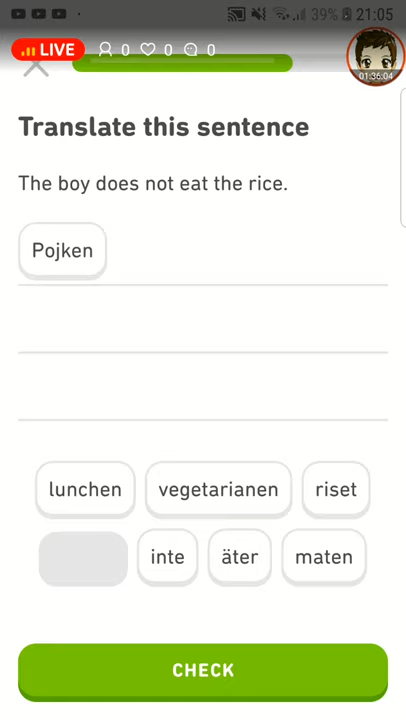 39% 21:05
LIVE 0 0 0
01:36:04
Translate this sentence
The boy does not eat the rice.
Pojken
lunchen vegetarianen riset
inte äter maten
CHECK